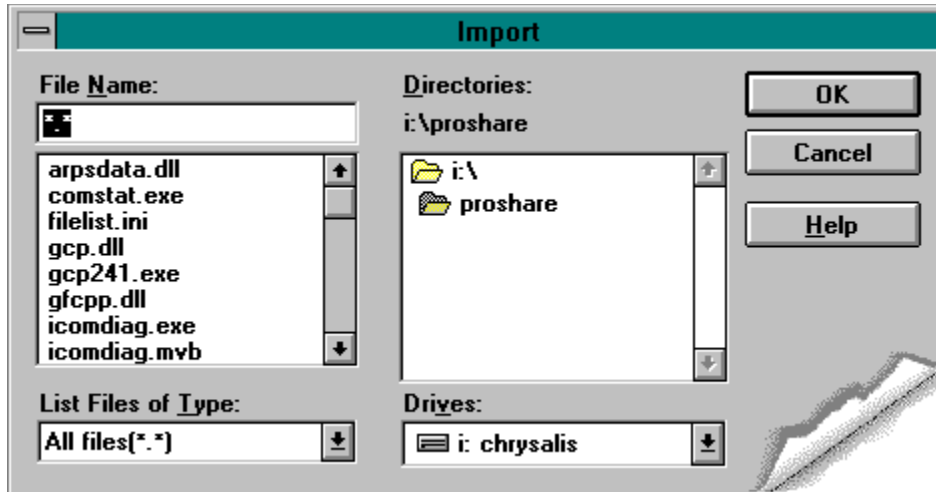 Import
File Name:
*.*
arpsdata.dll
comstat.exe
filelist.ini
gcp.dll
gcp241.exe
gfcpp.dll
icomdiag.exe
icomdiag.mvb
List Files of Type:
All files(*.*)
Directories:
i:\proshare
i:\
proshare
Drives:
i: chrysalis
OK
Cancel
Help